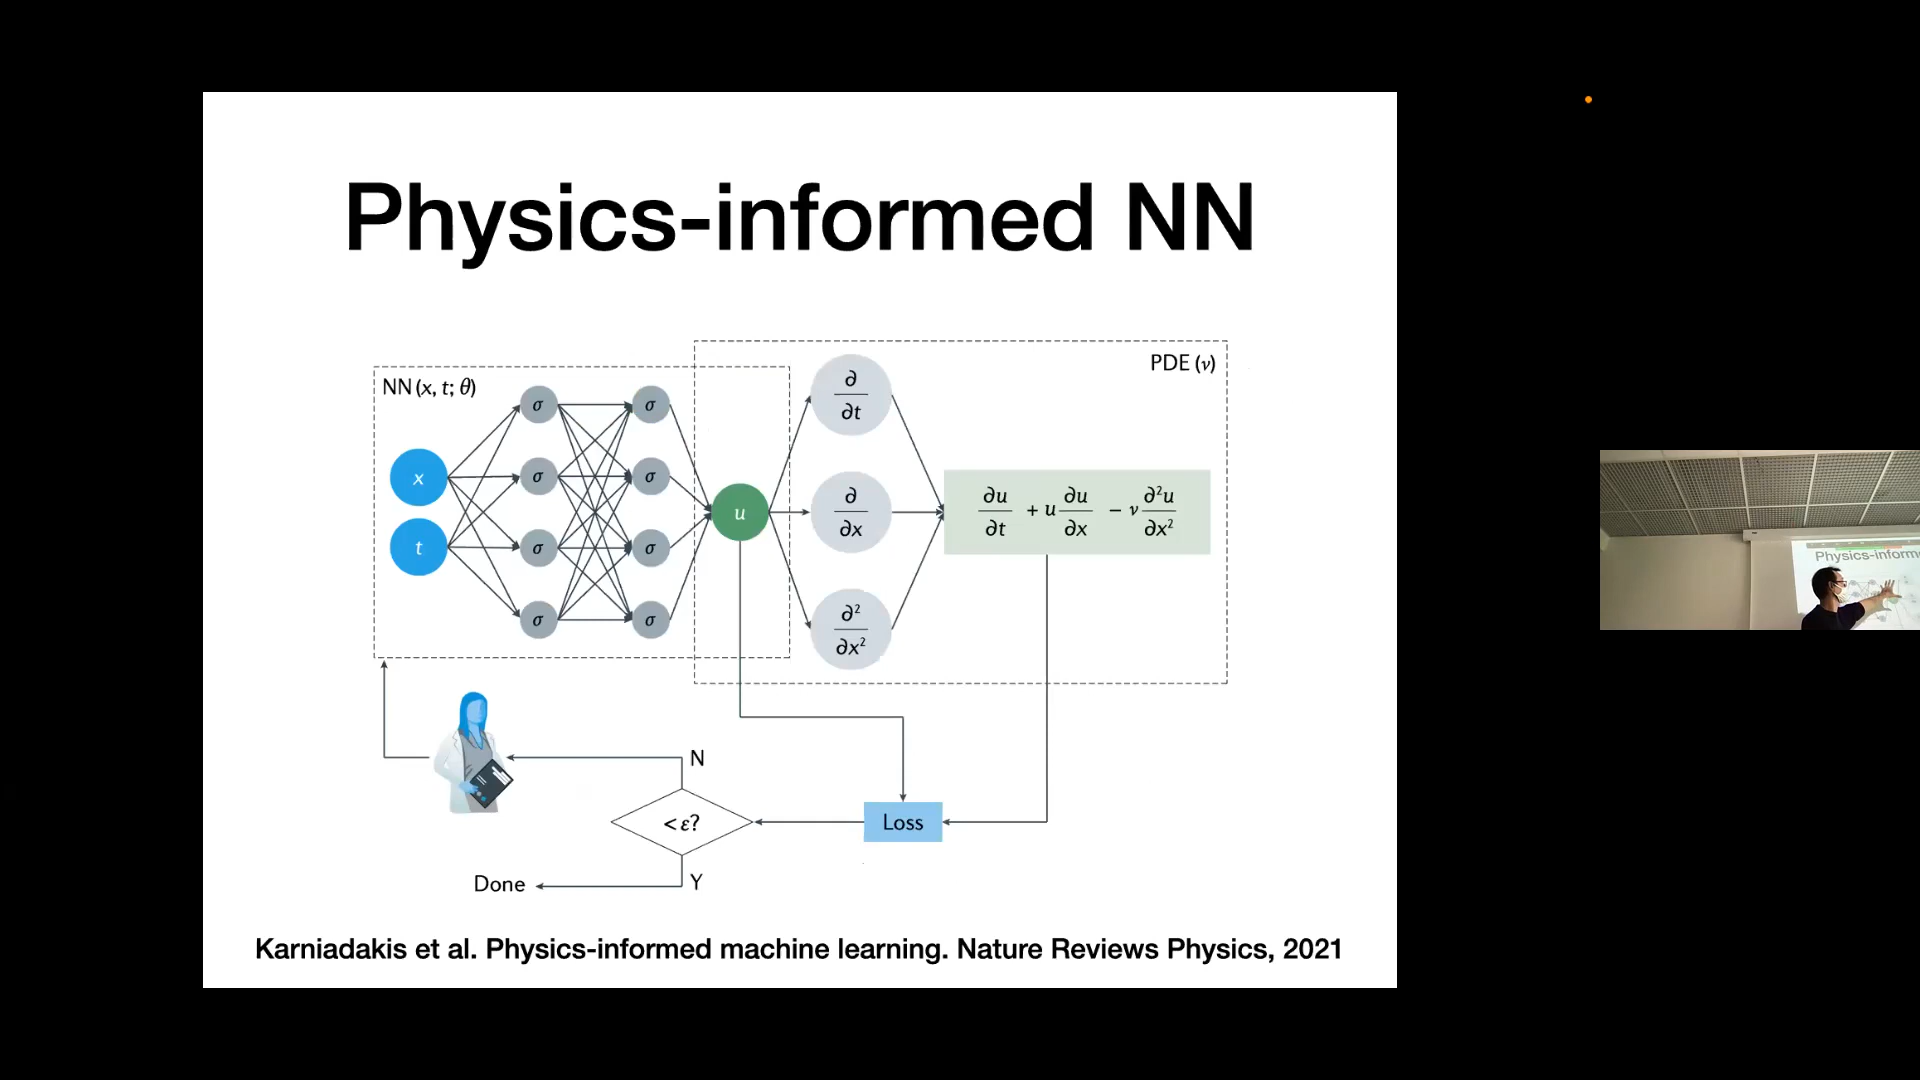 Physics-informed NN
NN (x, t; θ)
PDE (ν)
x
t
σ
σ
σ
σ
σ
σ
σ
σ
u
∂/∂t
∂/∂x
∂²/∂x²
∂u/∂t + u ∂u/∂x − ν ∂²u/∂x²
N
< ε?
Loss
Done
Y
Karniadakis et al. Physics-informed machine learning. Nature Reviews Physics, 2021
Physics-inform